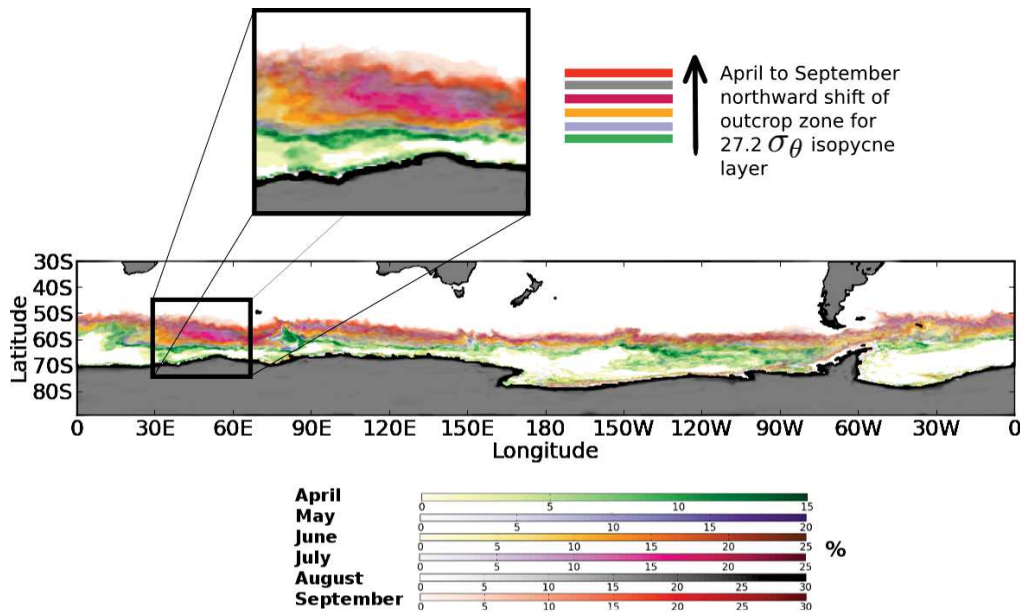 April to September
northward shift of
outcrop zone for
27.2 σθ isopycne
layer
30S
40S
50S
60S
70S
80S
Latitude
0 30E 60E 90E 120E 150E 180 150W 120W 90W 60W 30W 0
Longitude
April
0 5 10 15
May
0 5 10 15 20
June
0 5 10 15 20 25
July
0 5 10 15 20 25
August
0 5 10 15 20 25 30
September
0 5 10 15 20 25 30
%